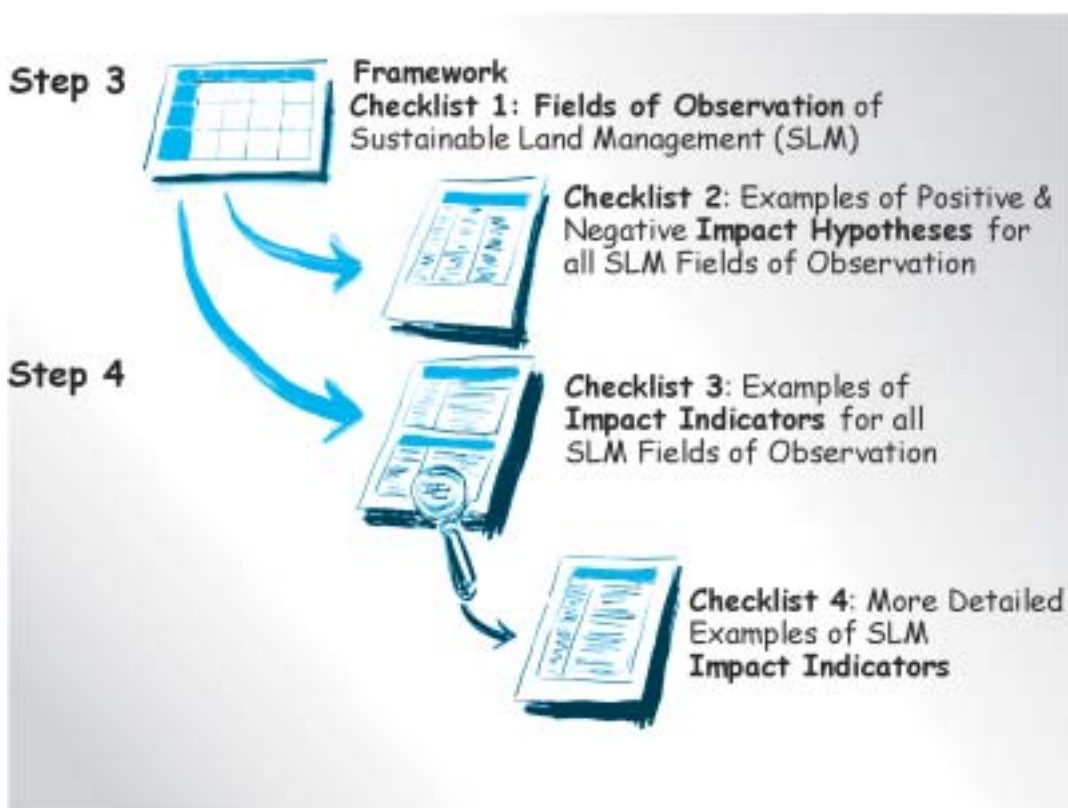 Step 3
Framework
Checklist 1: Fields of Observation of
Sustainable Land Management (SLM)
Checklist 2: Examples of Positive &
Negative Impact Hypotheses for
all SLM Fields of Observation
Step 4
Checklist 3: Examples of
Impact Indicators for all
SLM Fields of Observation
Checklist 4: More Detailed
Examples of SLM
Impact Indicators